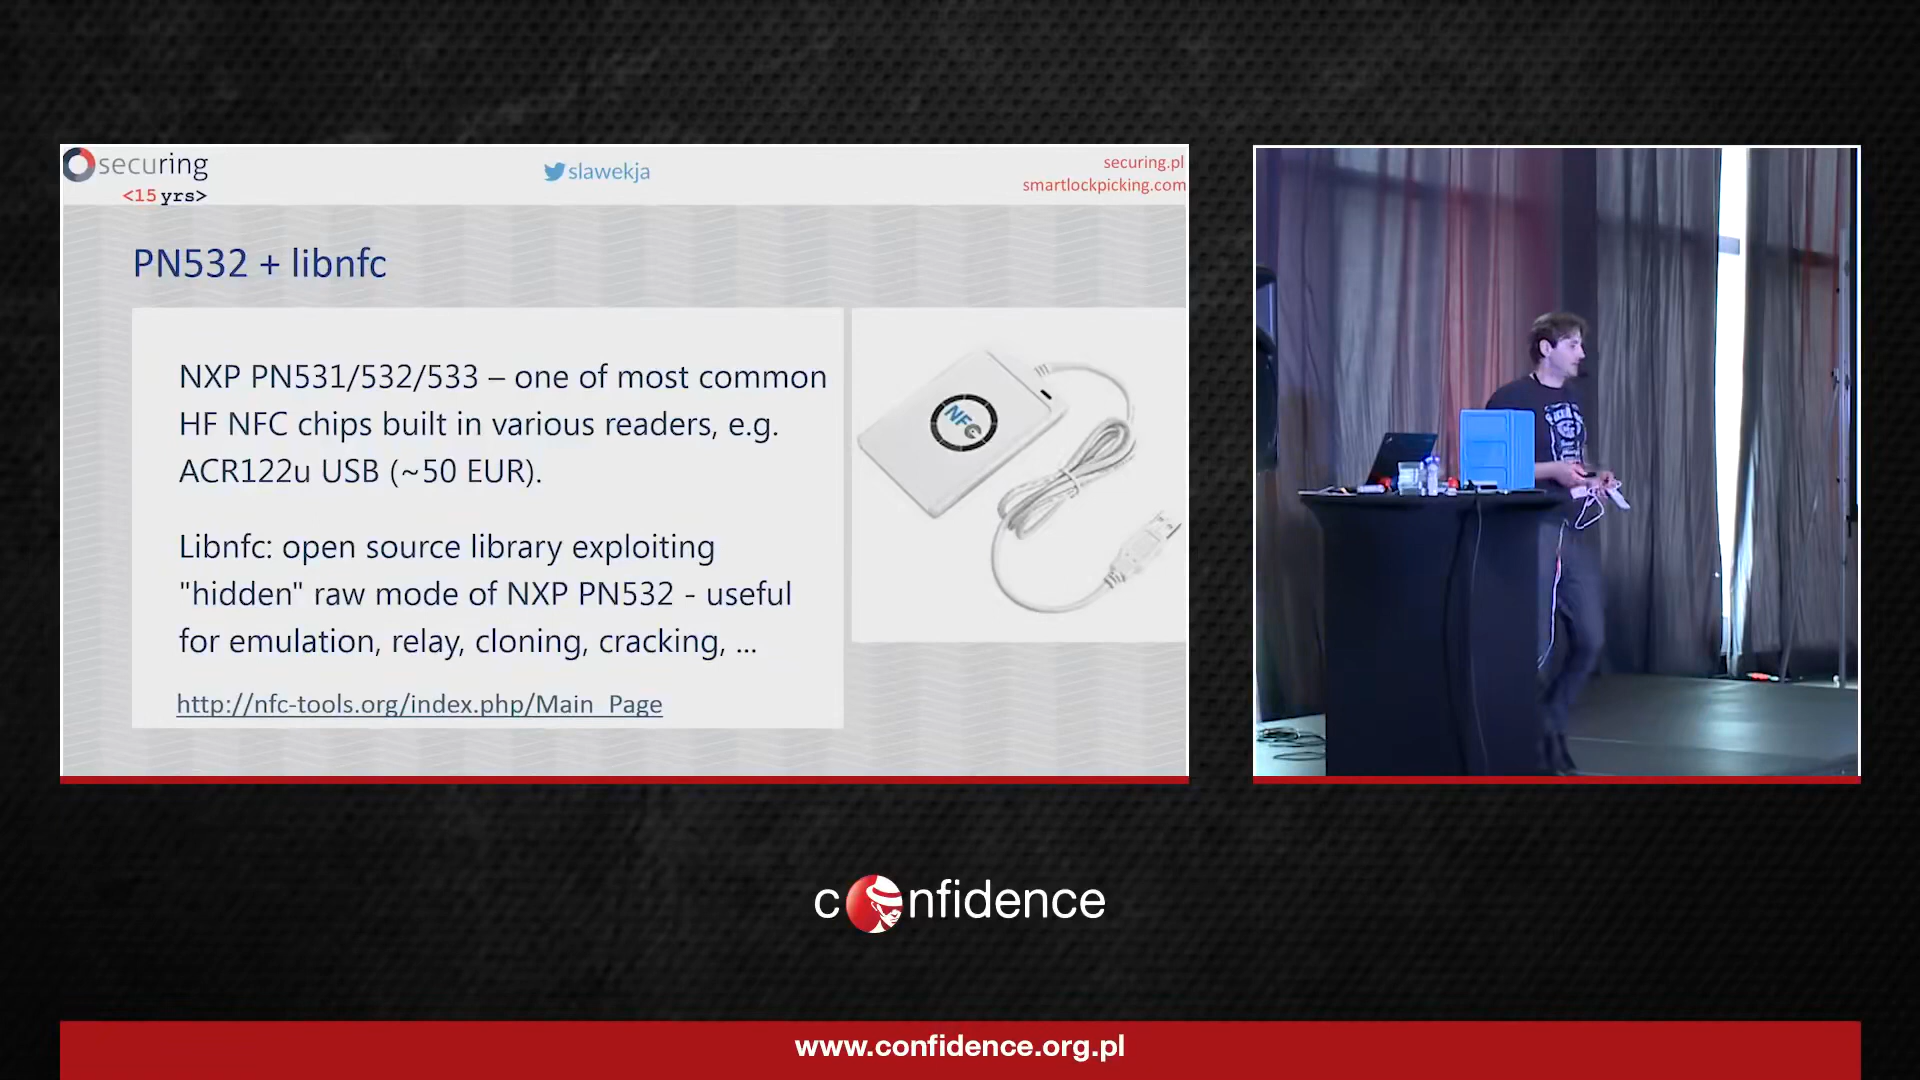 securing
<15 yrs>
slawekja
securing.pl
smartlockpicking.com
PN532 + libnfc
NXP PN531/532/533 – one of most common
HF NFC chips built in various readers, e.g.
ACR122u USB (~50 EUR).
Libnfc: open source library exploiting
"hidden" raw mode of NXP PN532 - useful
for emulation, relay, cloning, cracking, ...
http://nfc-tools.org/index.php/Main_Page
NFC
confidence
www.confidence.org.pl